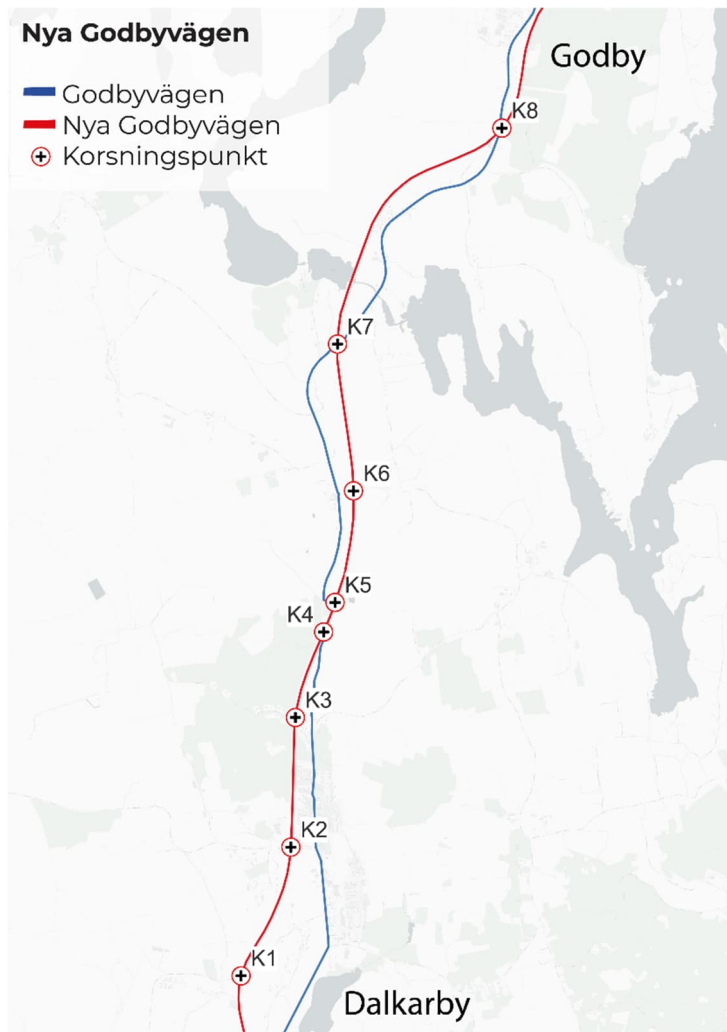 Nya Godbyvägen
Godbyvägen
Nya Godbyvägen
Korsningspunkt
Godby
K8
K7
K6
K5
K4
K3
K2
K1
Dalkarby